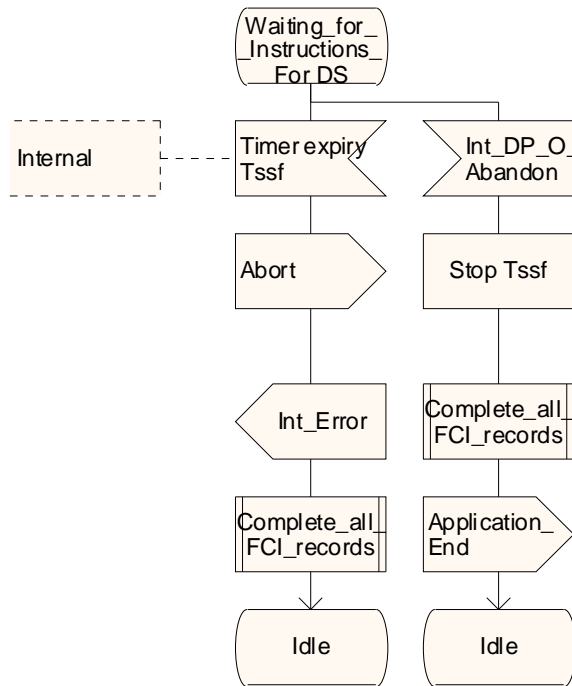 Waiting_for_
_Instructions_
For DS
Internal
Timer expiry
Tssf
Int_DP_O_
Abandon
Abort
Stop Tssf
Int_Error
Complete_all_
FCI_records
Complete_all_
FCI_records
Application_
End
Idle
Idle